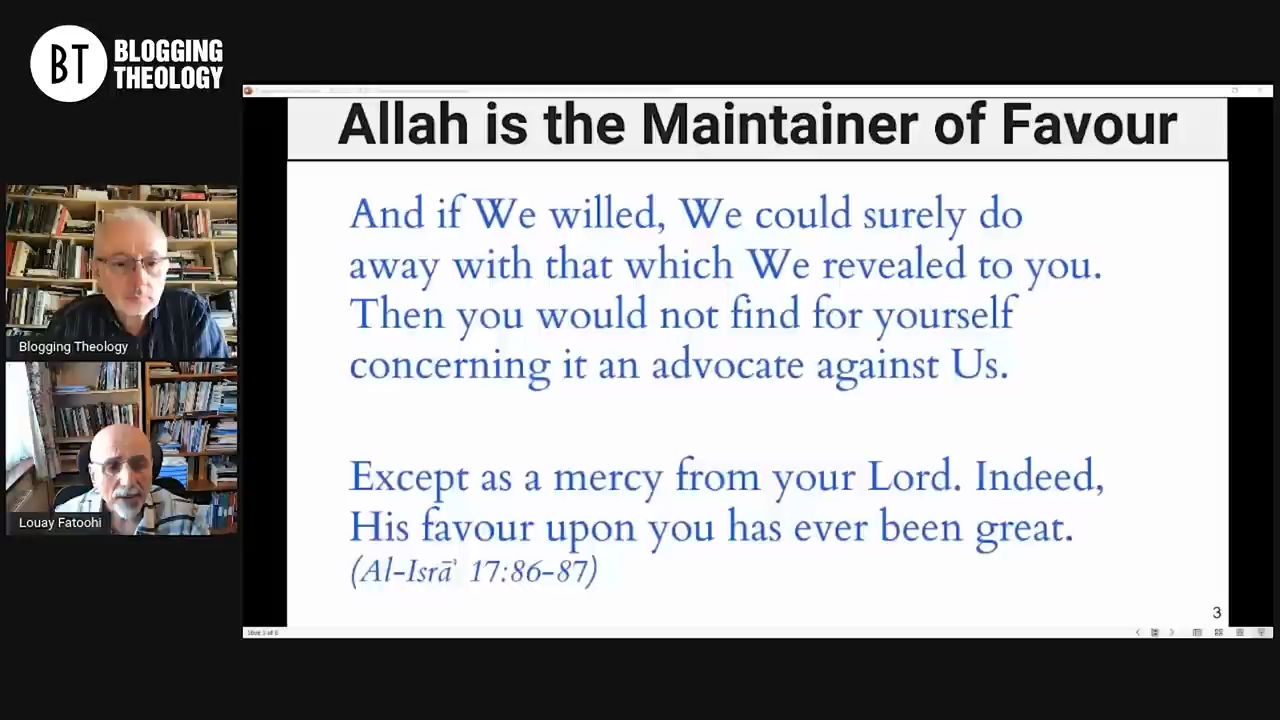 BT BLOGGING
THEOLOGY
Allah is the Maintainer of Favour
And if We willed, We could surely do
away with that which We revealed to you.
Then you would not find for yourself
concerning it an advocate against Us.
Except as a mercy from your Lord. Indeed,
His favour upon you has ever been great.
(Al-Isrāʾ 17:86-87)
3
Blogging Theology
Louay Fatoohi